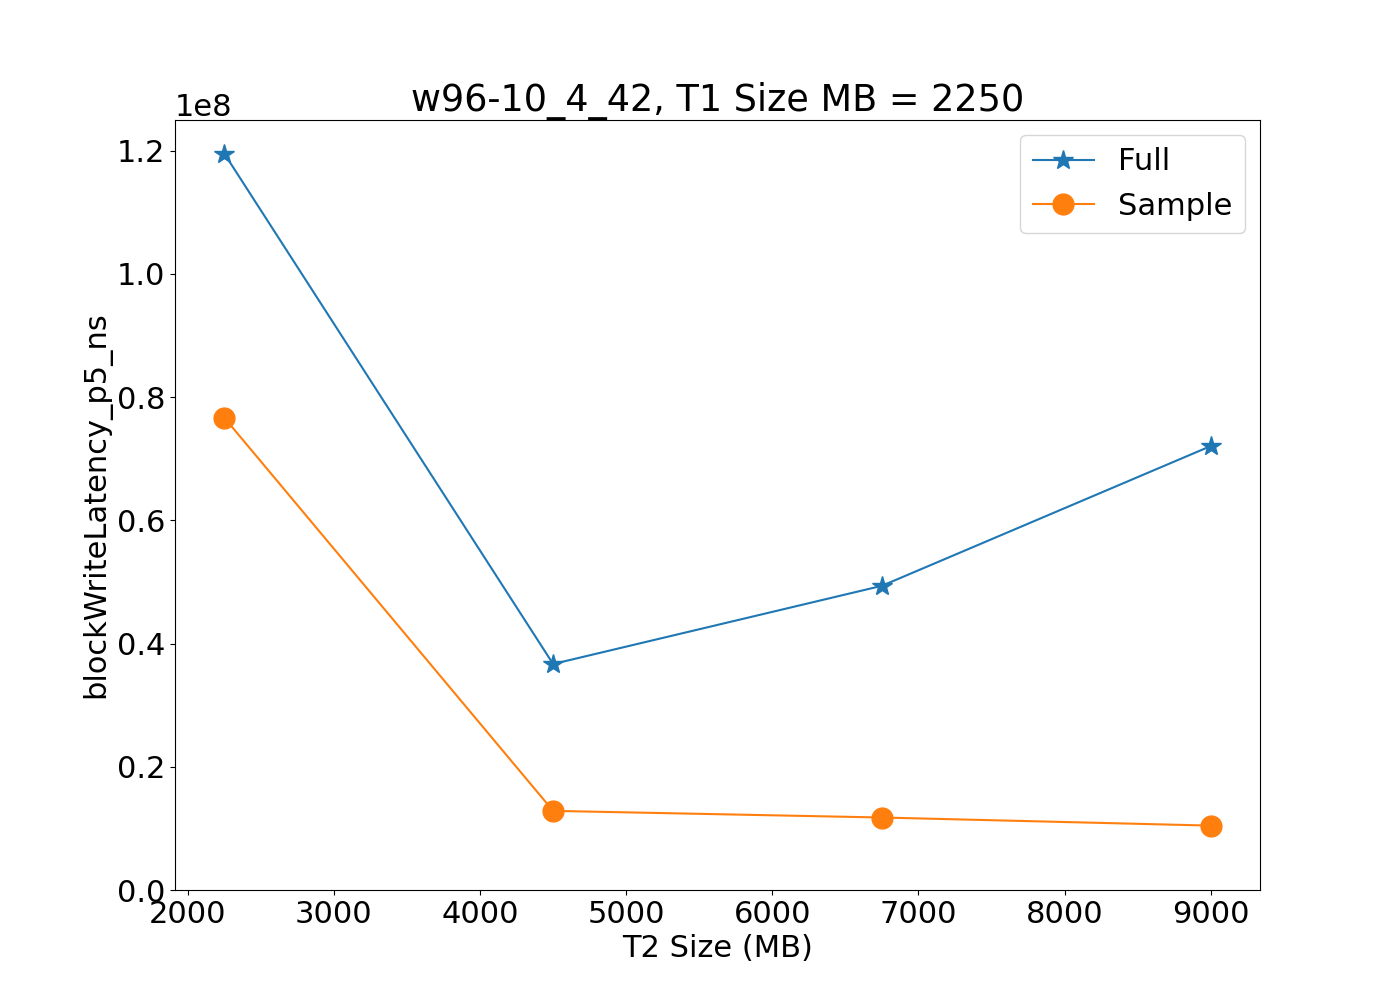 w96-10_4_42, T1 Size MB = 2250
1e8
Full
Sample
1.2
1.0
0.8
0.6
0.4
0.2
0.0
blockWriteLatency_p5_ns
2000 3000 4000 5000 6000 7000 8000 9000
T2 Size (MB)